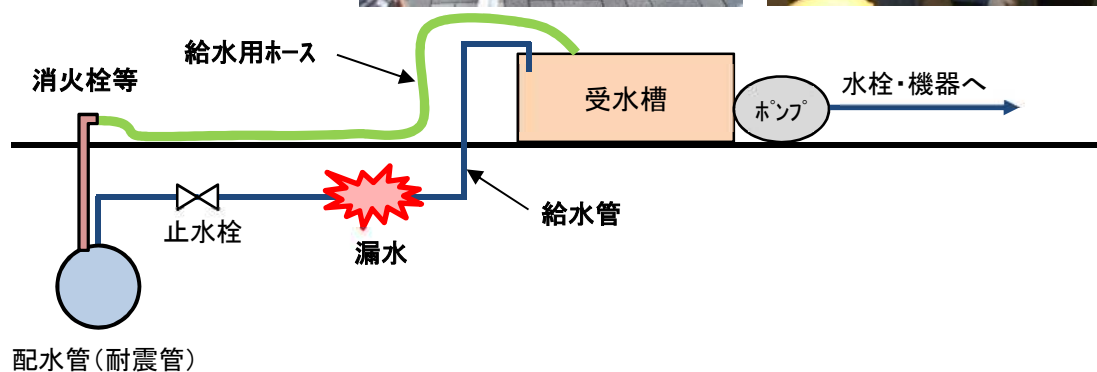 給水用ホース
消火栓等
受水槽
ポンプ
水栓・機器へ
止水栓
漏水
給水管
配水管（耐震管）